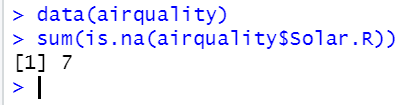 > data(airquality)
> sum(is.na(airquality$Solar.R))
[1] 7
>